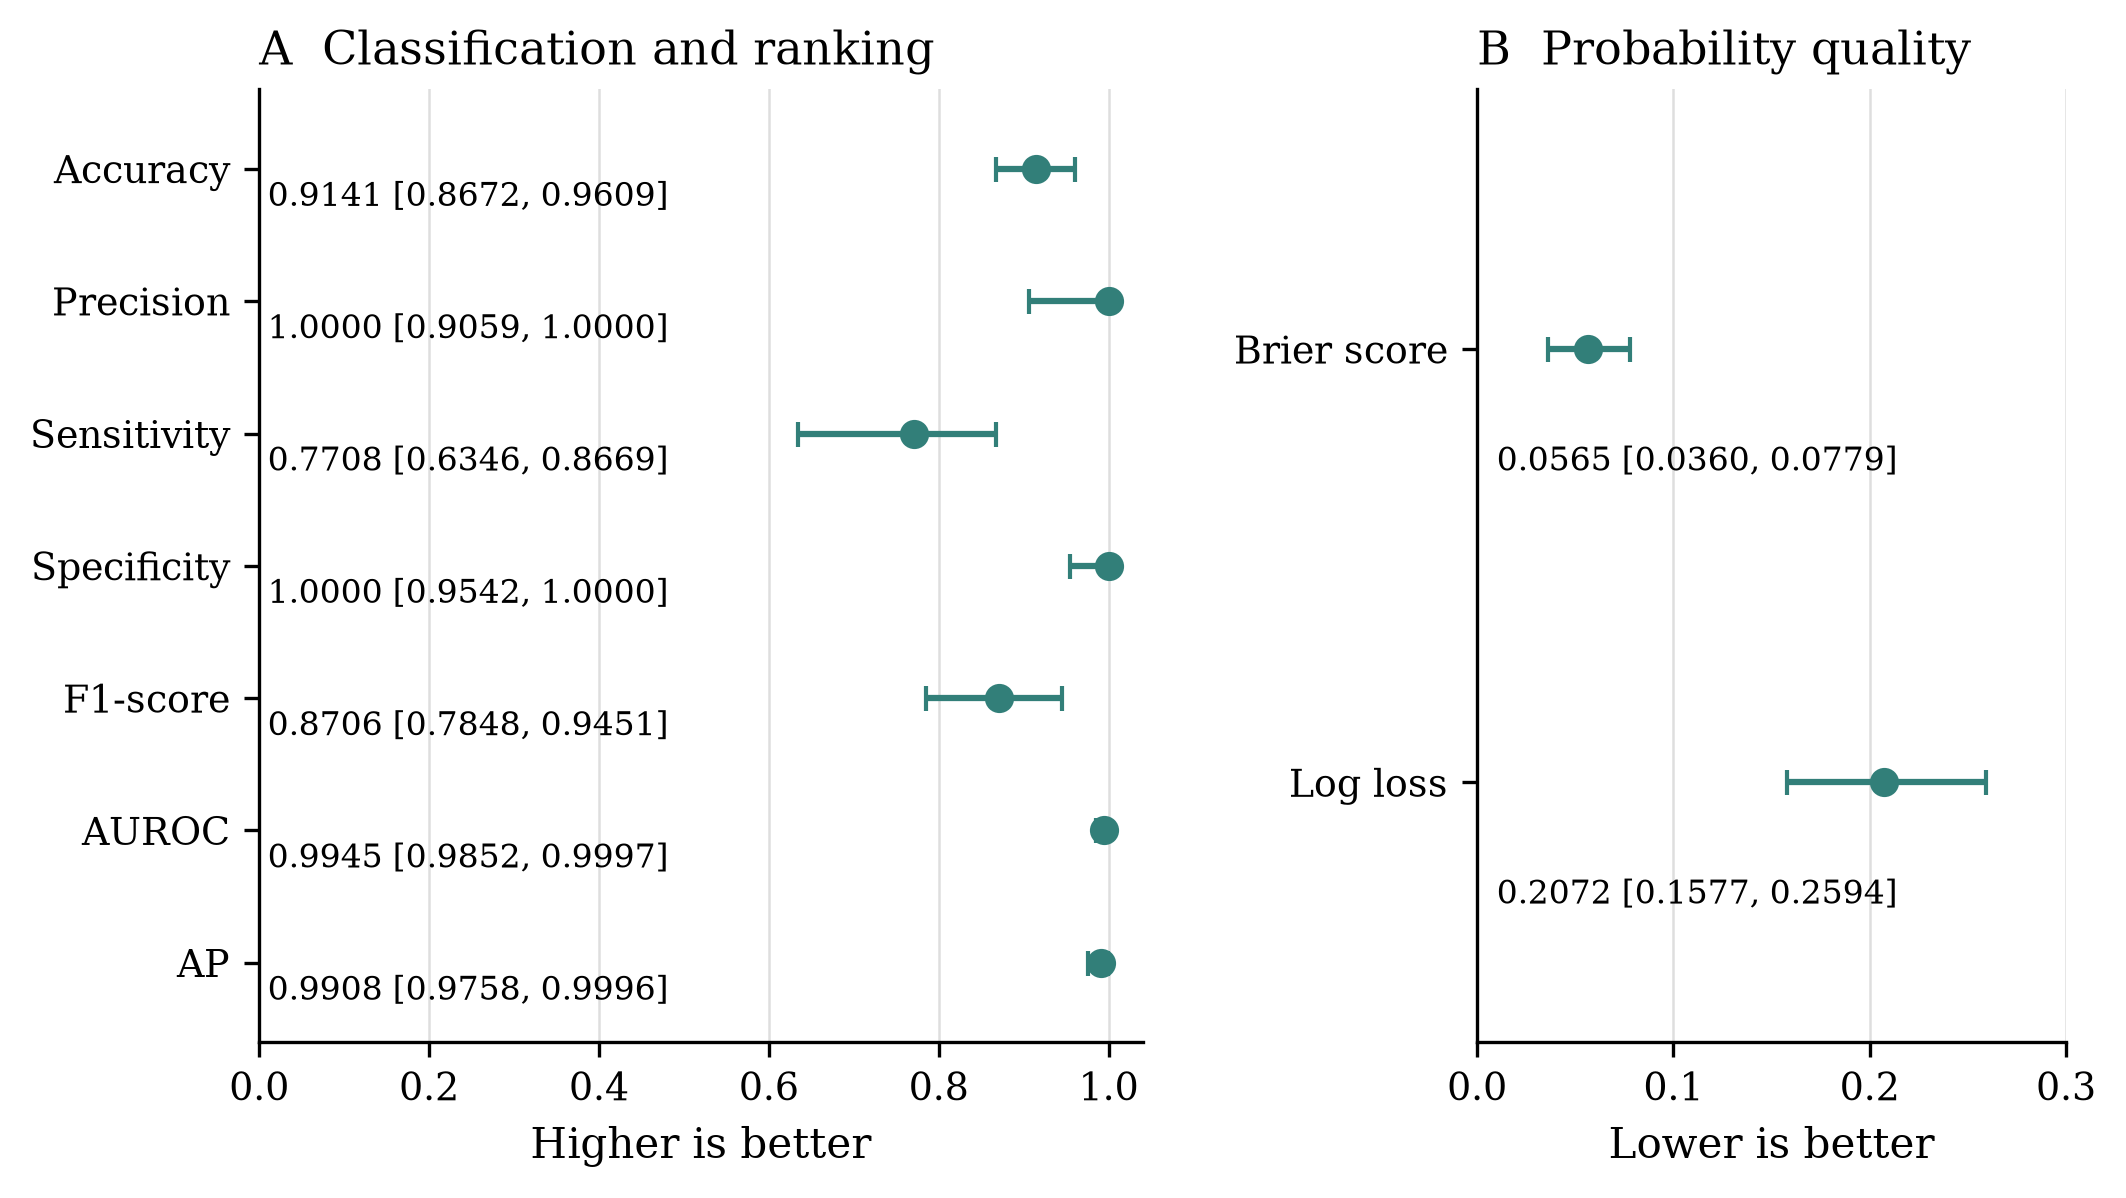 A  Classification and ranking
Accuracy
0.9141 [0.8672, 0.9609]
Precision
1.0000 [0.9059, 1.0000]
Sensitivity
0.7708 [0.6346, 0.8669]
Specificity
1.0000 [0.9542, 1.0000]
F1-score
0.8706 [0.7848, 0.9451]
AUROC
0.9945 [0.9852, 0.9997]
AP
0.9908 [0.9758, 0.9996]
0.0 0.2 0.4 0.6 0.8 1.0
Higher is better
B  Probability quality
Brier score
0.0565 [0.0360, 0.0779]
Log loss
0.2072 [0.1577, 0.2594]
0.0 0.1 0.2 0.3
Lower is better